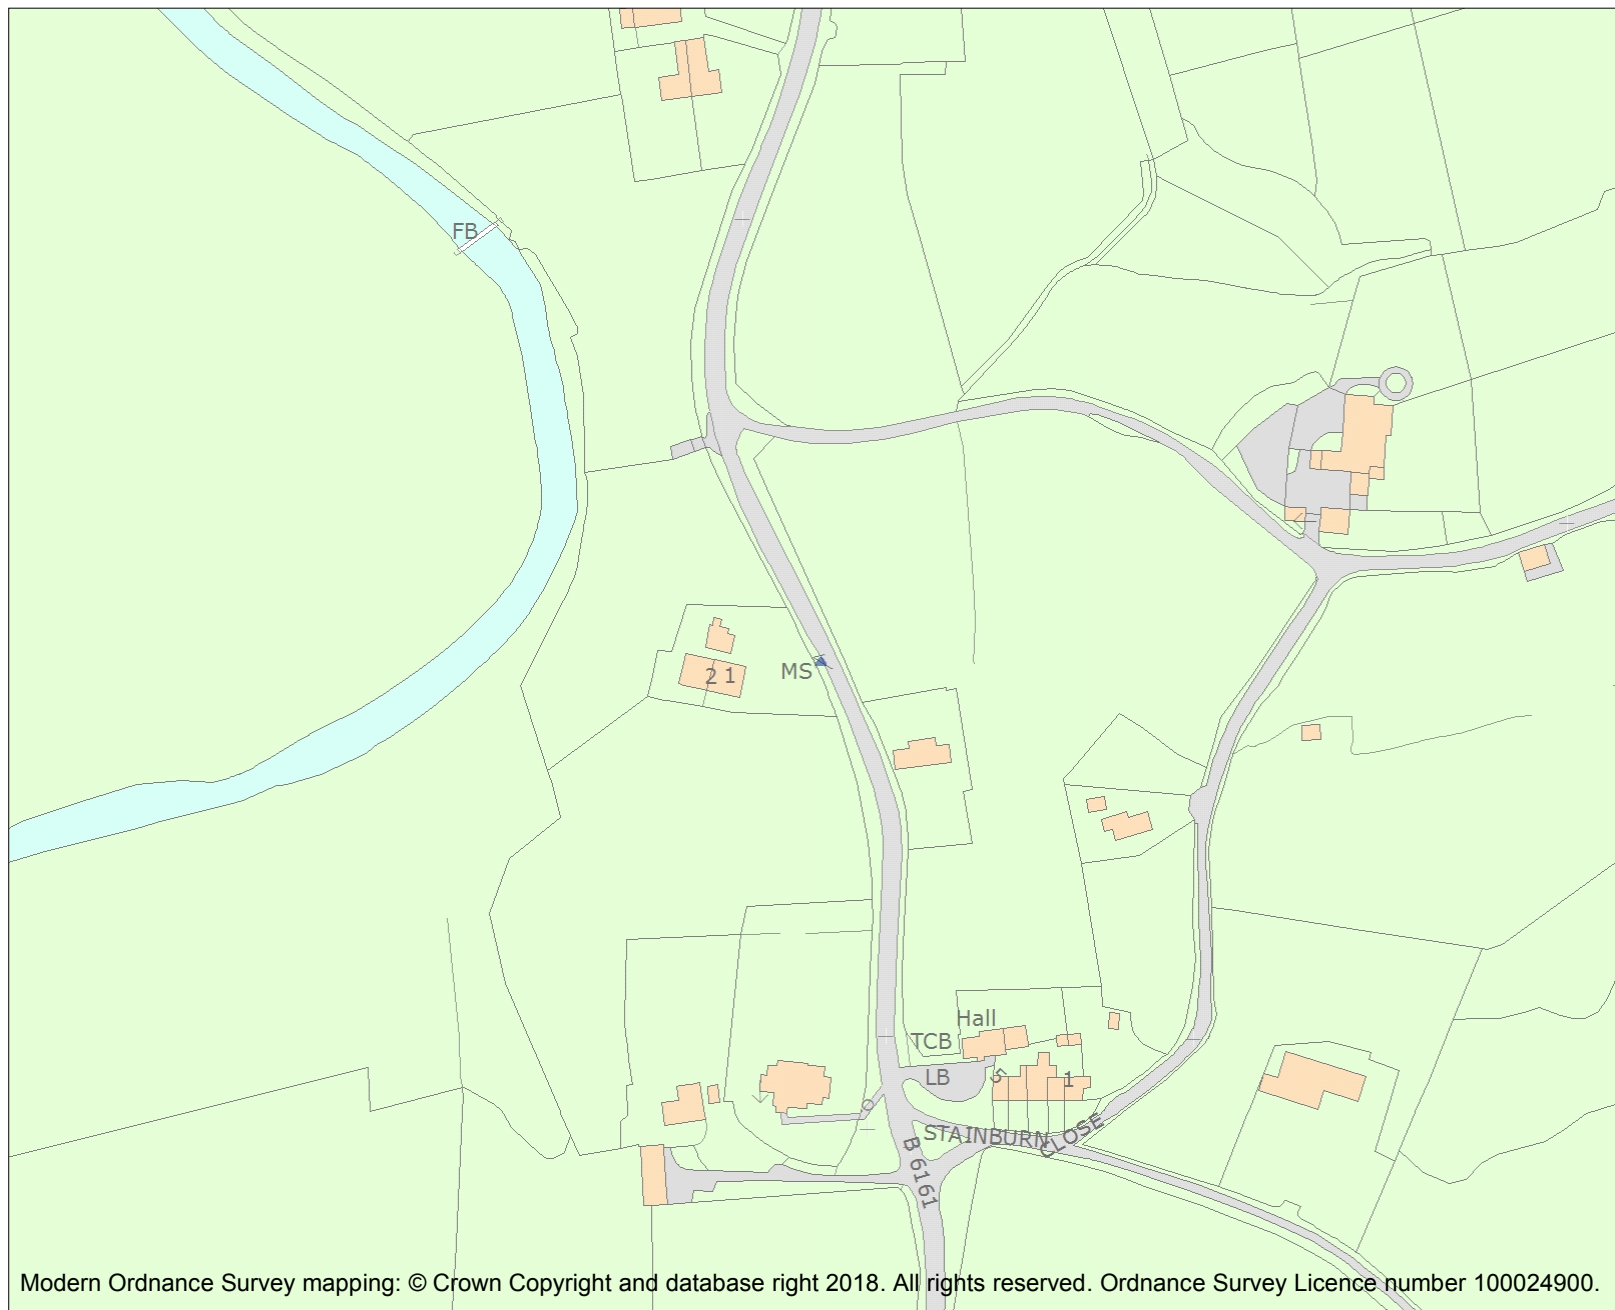 FB
2 1
MS
Hall
TCB
LB
5
1
STAINBURN CLOSE
B 6161
Modern Ordnance Survey mapping: © Crown Copyright and database right 2018. All rights reserved. Ordnance Survey Licence number 100024900.